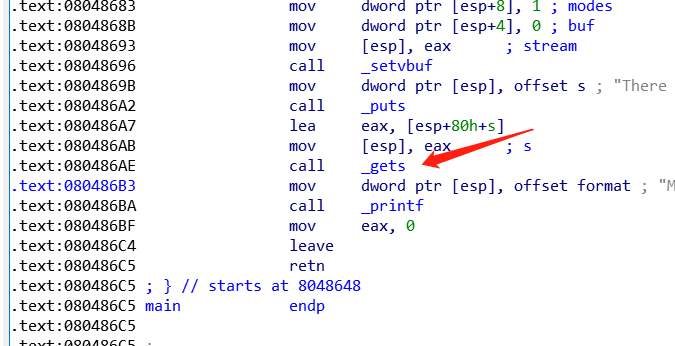 .text:08048683 mov dword ptr [esp+8], 1 ; modes
.text:0804868B mov dword ptr [esp+4], 0 ; buf
.text:08048693 mov [esp], eax ; stream
.text:08048696 call _setvbuf
.text:0804869B mov dword ptr [esp], offset s ; "There
.text:080486A2 call _puts
.text:080486A7 lea eax, [esp+80h+s]
.text:080486AB mov [esp], eax ; s
.text:080486AE call _gets
.text:080486B3 mov dword ptr [esp], offset format ; "M
.text:080486BA call _printf
.text:080486BF mov eax, 0
.text:080486C4 leave
.text:080486C5 retn
.text:080486C5 ; } // starts at 8048648
.text:080486C5 main endp
.text:080486C5
.text:080486C5 ;